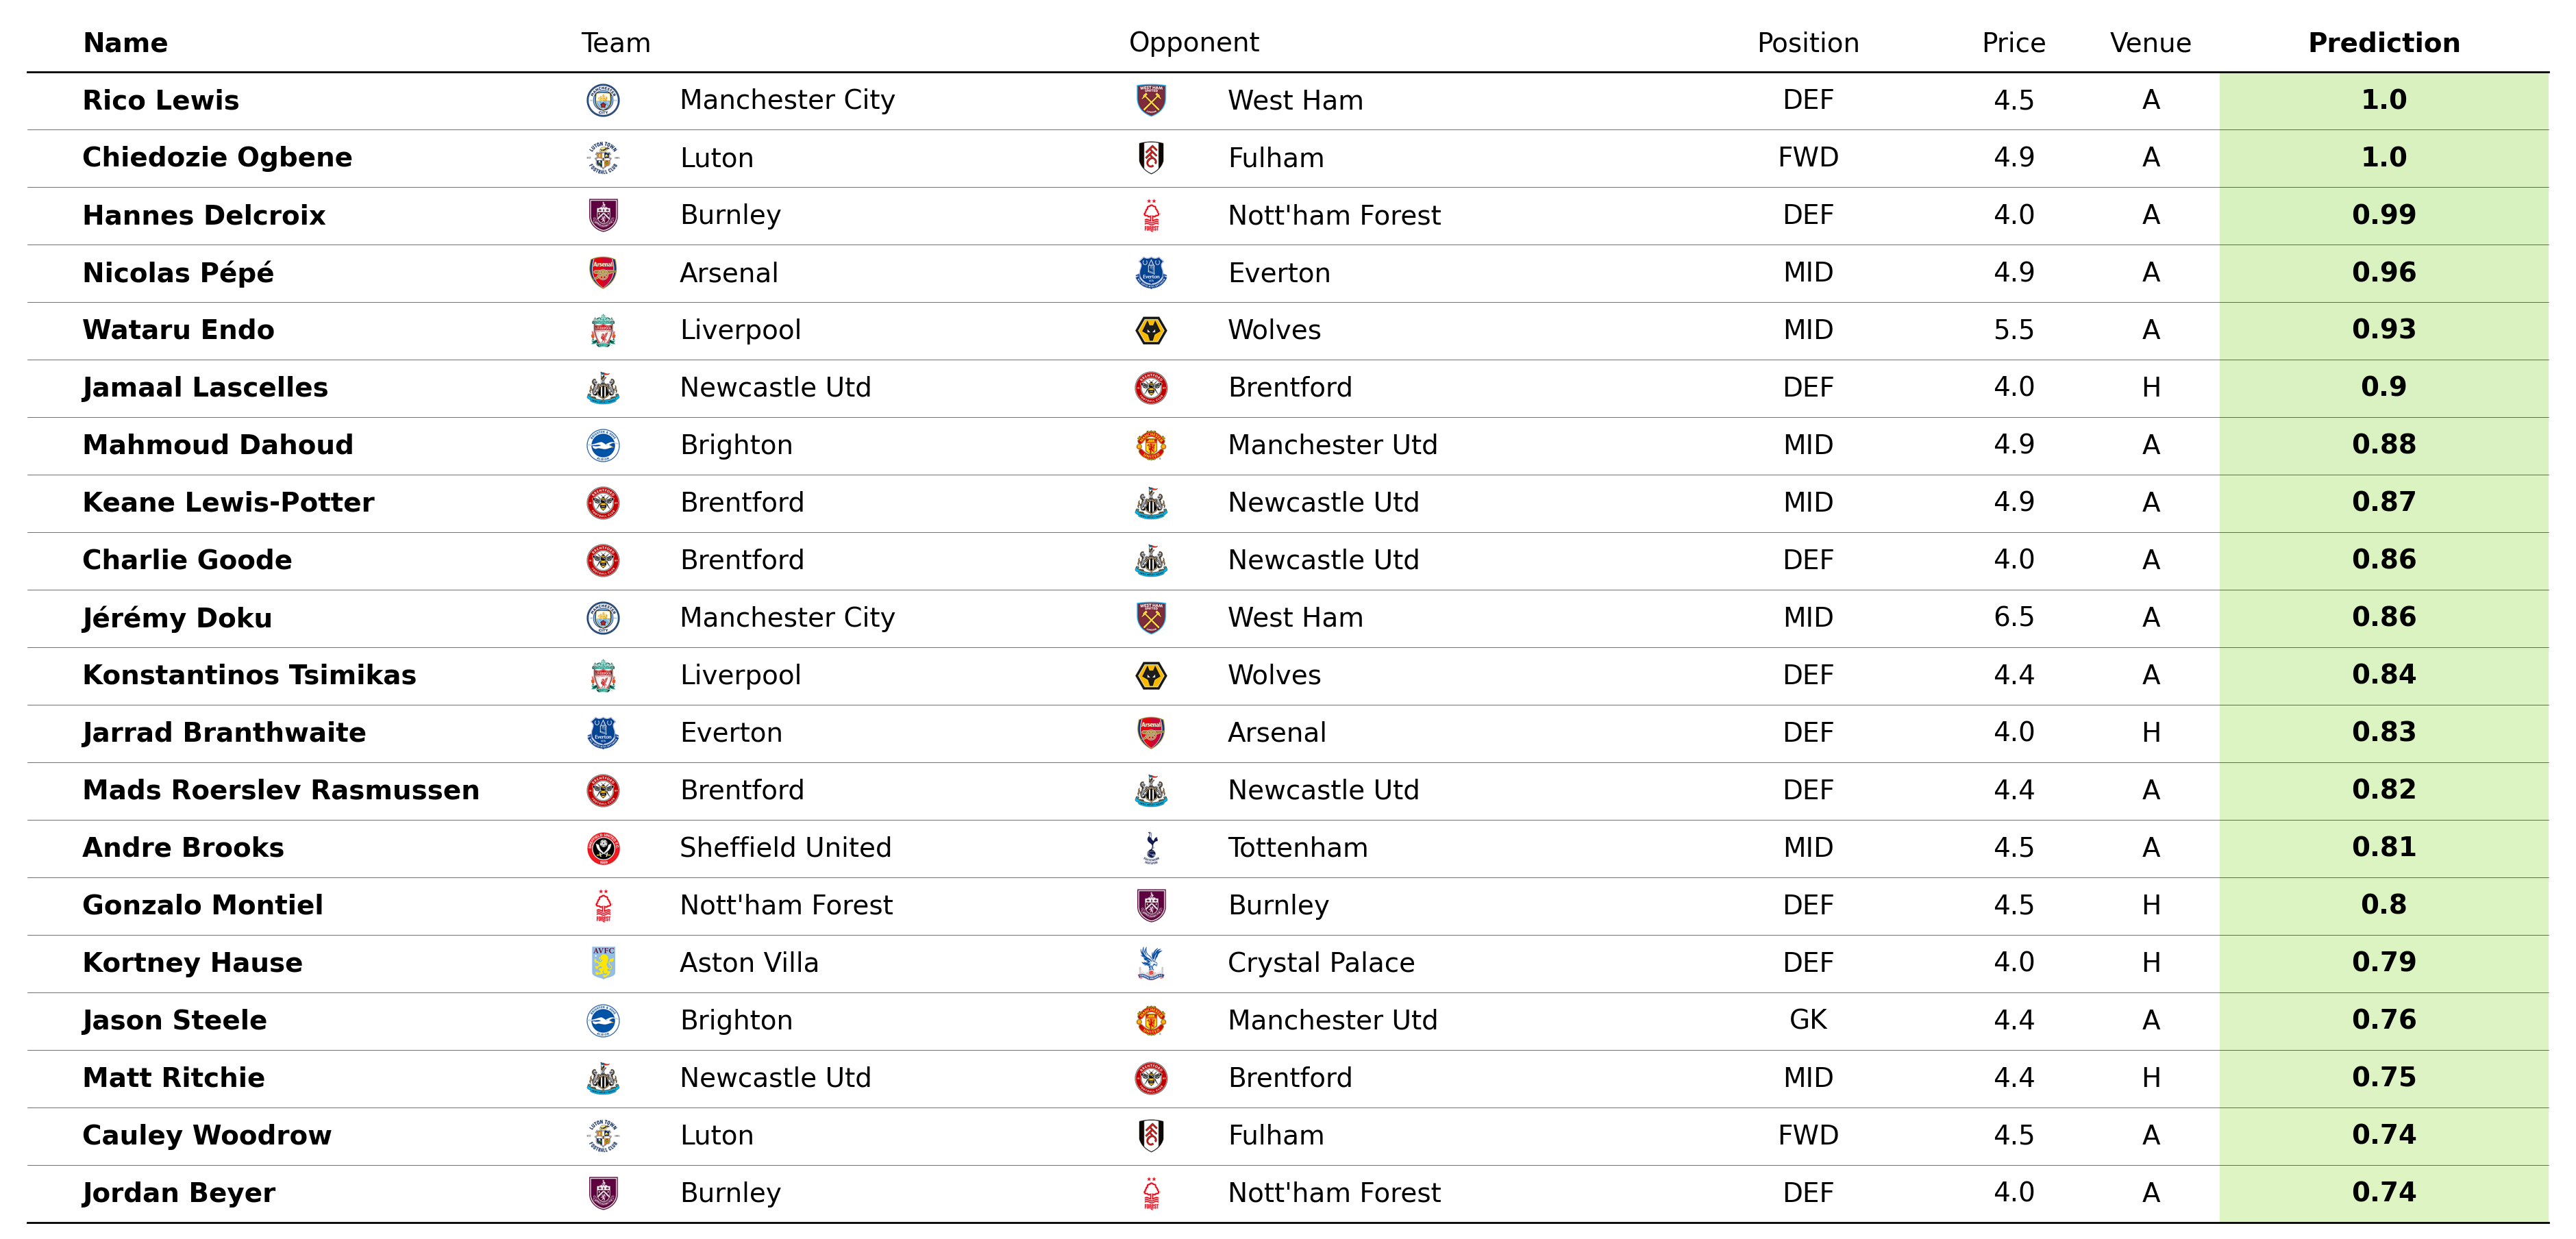 Name Team Opponent Position Price Venue Prediction
Rico Lewis Manchester City West Ham DEF 4.5 A 1.0
Chiedozie Ogbene Luton Fulham FWD 4.9 A 1.0
Hannes Delcroix Burnley Nott'ham Forest DEF 4.0 A 0.99
Nicolas Pépé Arsenal Everton MID 4.9 A 0.96
Wataru Endo Liverpool Wolves MID 5.5 A 0.93
Jamaal Lascelles Newcastle Utd Brentford DEF 4.0 H 0.9
Mahmoud Dahoud Brighton Manchester Utd MID 4.9 A 0.88
Keane Lewis-Potter Brentford Newcastle Utd MID 4.9 A 0.87
Charlie Goode Brentford Newcastle Utd DEF 4.0 A 0.86
Jérémy Doku Manchester City West Ham MID 6.5 A 0.86
Konstantinos Tsimikas Liverpool Wolves DEF 4.4 A 0.84
Jarrad Branthwaite Everton Arsenal DEF 4.0 H 0.83
Mads Roerslev Rasmussen Brentford Newcastle Utd DEF 4.4 A 0.82
Andre Brooks Sheffield United Tottenham MID 4.5 A 0.81
Gonzalo Montiel Nott'ham Forest Burnley DEF 4.5 H 0.8
Kortney Hause Aston Villa Crystal Palace DEF 4.0 H 0.79
Jason Steele Brighton Manchester Utd GK 4.4 A 0.76
Matt Ritchie Newcastle Utd Brentford MID 4.4 H 0.75
Cauley Woodrow Luton Fulham FWD 4.5 A 0.74
Jordan Beyer Burnley Nott'ham Forest DEF 4.0 A 0.74